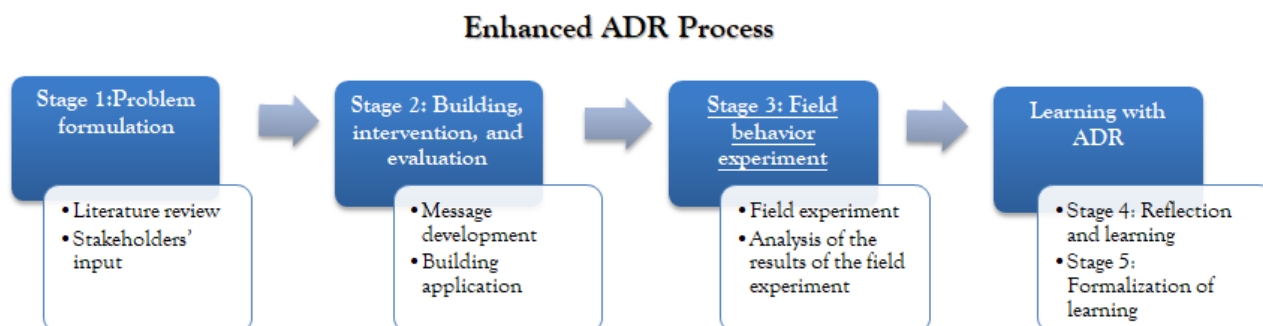 Enhanced ADR Process
Stage 1:Problem
formulation
• Literature review
• Stakeholders'
input
Stage 2: Building,
intervention, and
evaluation
• Message
development
• Building
application
Stage 3: Field
behavior
experiment
• Field experiment
• Analysis of the
results of the field
experiment
Learning with
ADR
• Stage 4: Reflection
and learning
• Stage 5:
Formalization of
learning